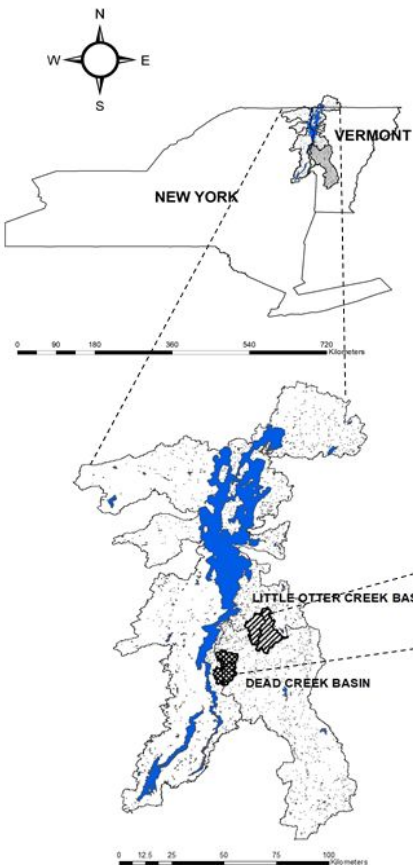 N
W E
S
VERMONT
NEW YORK
0 90 180 360 540 720
Kilometers
LITTLE OTTER CREEK BAS
DEAD CREEK BASIN
0 12.5 25 50 75 100
Kilometers